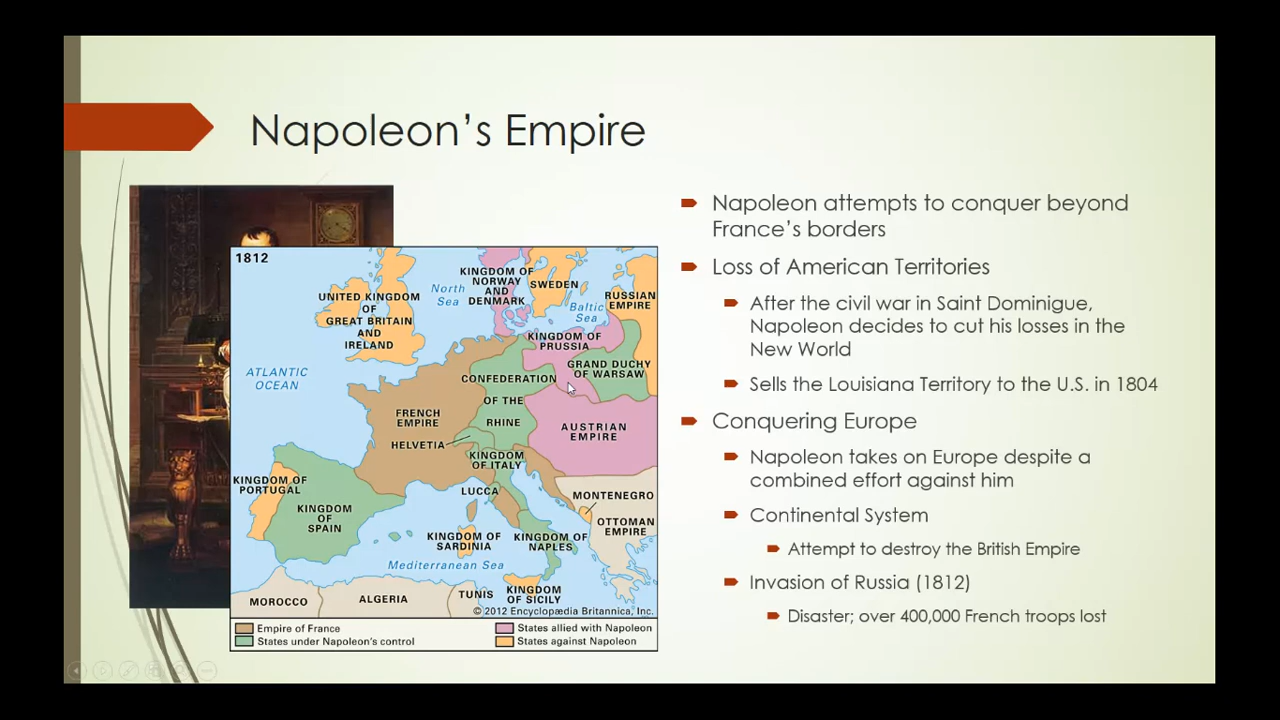 Napoleon's Empire
1812
KINGDOM OF
NORWAY
AND
DENMARK
SWEDEN
North
Sea
Baltic
Sea
RUSSIAN
EMPIRE
UNITED KINGDOM
OF
GREAT BRITAIN
AND
IRELAND
KINGDOM OF
PRUSSIA
GRAND DUCHY
OF WARSAW
ATLANTIC
OCEAN
CONFEDERATION
OF THE
RHINE
FRENCH
EMPIRE
AUSTRIAN
EMPIRE
HELVETIA
KINGDOM
OF ITALY
KINGDOM OF
PORTUGAL
LUCCA
MONTENEGRO
KINGDOM
OF
SPAIN
OTTOMAN
EMPIRE
KINGDOM OF
SARDINIA
KINGDOM OF
NAPLES
Mediterranean Sea
MOROCCO
ALGERIA
TUNIS
KINGDOM
OF SICILY
© 2012 Encyclopædia Britannica, Inc.
Empire of France
States under Napoleon's control
States allied with Napoleon
States against Napoleon
Napoleon attempts to conquer beyond
France's borders
Loss of American Territories
After the civil war in Saint Dominigue,
Napoleon decides to cut his losses in the
New World
Sells the Louisiana Territory to the U.S. in 1804
Conquering Europe
Napoleon takes on Europe despite a
combined effort against him
Continental System
Attempt to destroy the British Empire
Invasion of Russia (1812)
Disaster; over 400,000 French troops lost